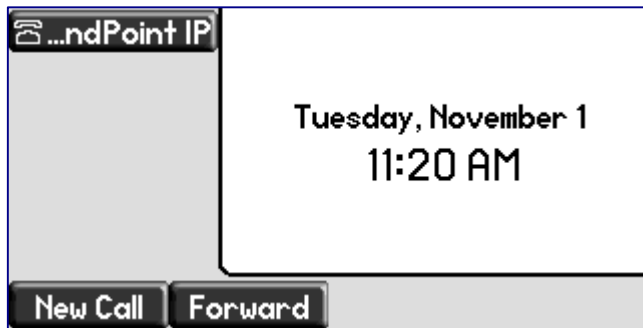 ...ndPoint IP
Tuesday, November 1
11:20 AM
New Call Forward